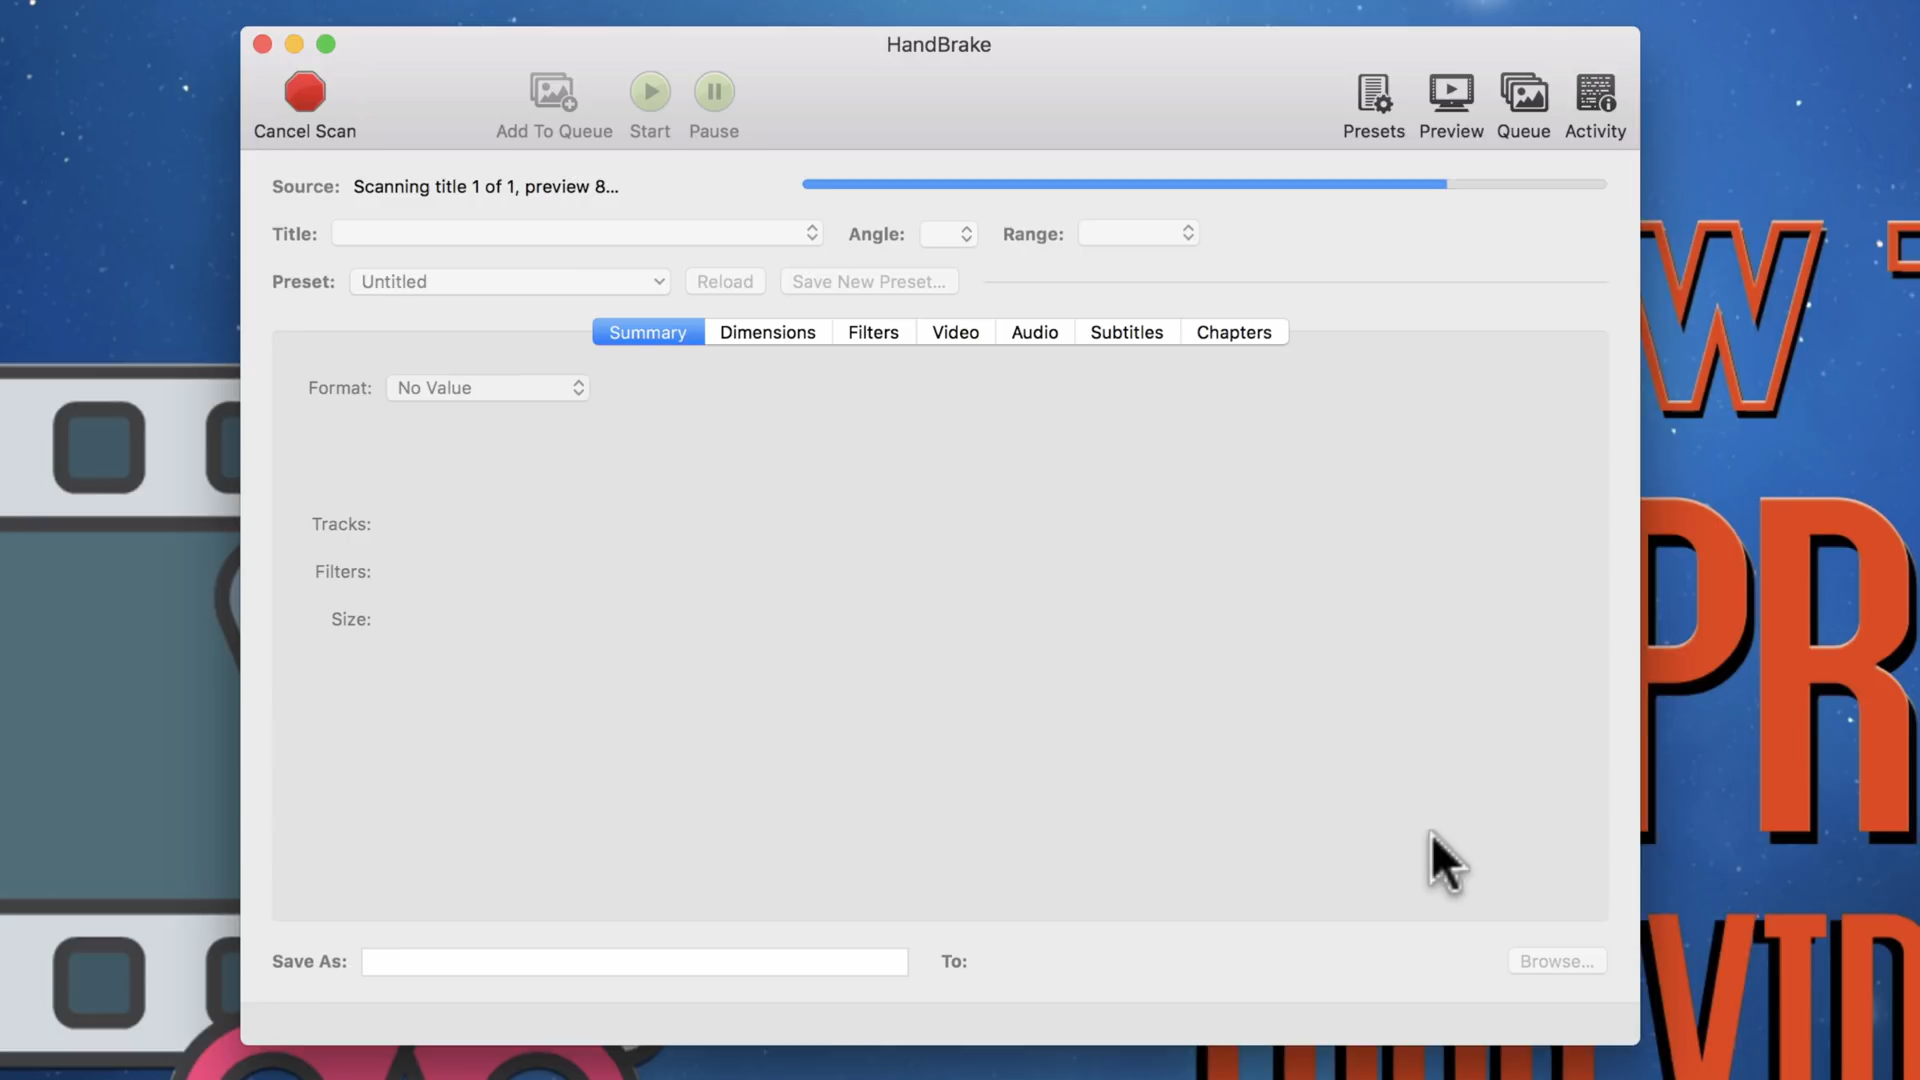 HandBrake
Cancel Scan
Add To Queue
Start
Pause
Presets
Preview
Queue
Activity
Source: Scanning title 1 of 1, preview 8...
Title:
Angle:
Range:
Preset: Untitled
Reload
Save New Preset...
Summary
Dimensions
Filters
Video
Audio
Subtitles
Chapters
Format: No Value
Tracks:
Filters:
Size:
Save As:
To:
Browse...
W
PR
VID